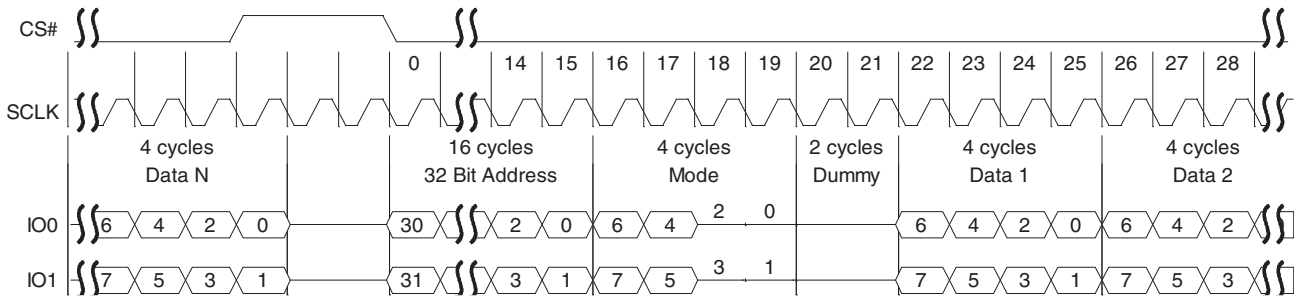 CS#
0 14 15 16 17 18 19 20 21 22 23 24 25 26 27 28
SCLK
4 cycles 16 cycles 4 cycles 2 cycles 4 cycles 4 cycles
Data N 32 Bit Address Mode Dummy Data 1 Data 2
IO0 6 4 2 0 30 2 0 6 4 2 0 6 4 2 0 6 4 2
IO1 7 5 3 1 31 3 1 7 5 3 1 7 5 3 1 7 5 3